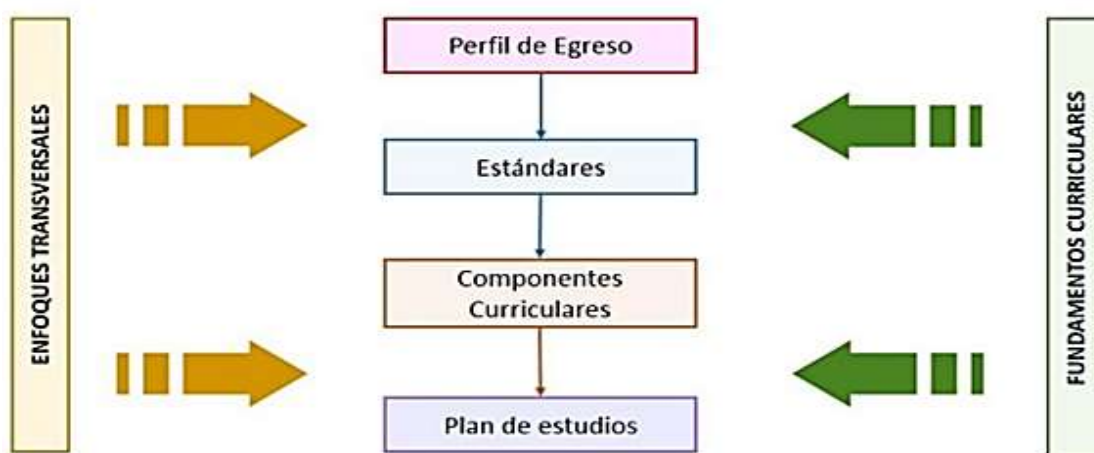 ENFOQUES TRANSVERSALES
Perfil de Egreso
Estándares
Componentes
Curriculares
Plan de estudios
FUNDAMENTOS CURRICULARES